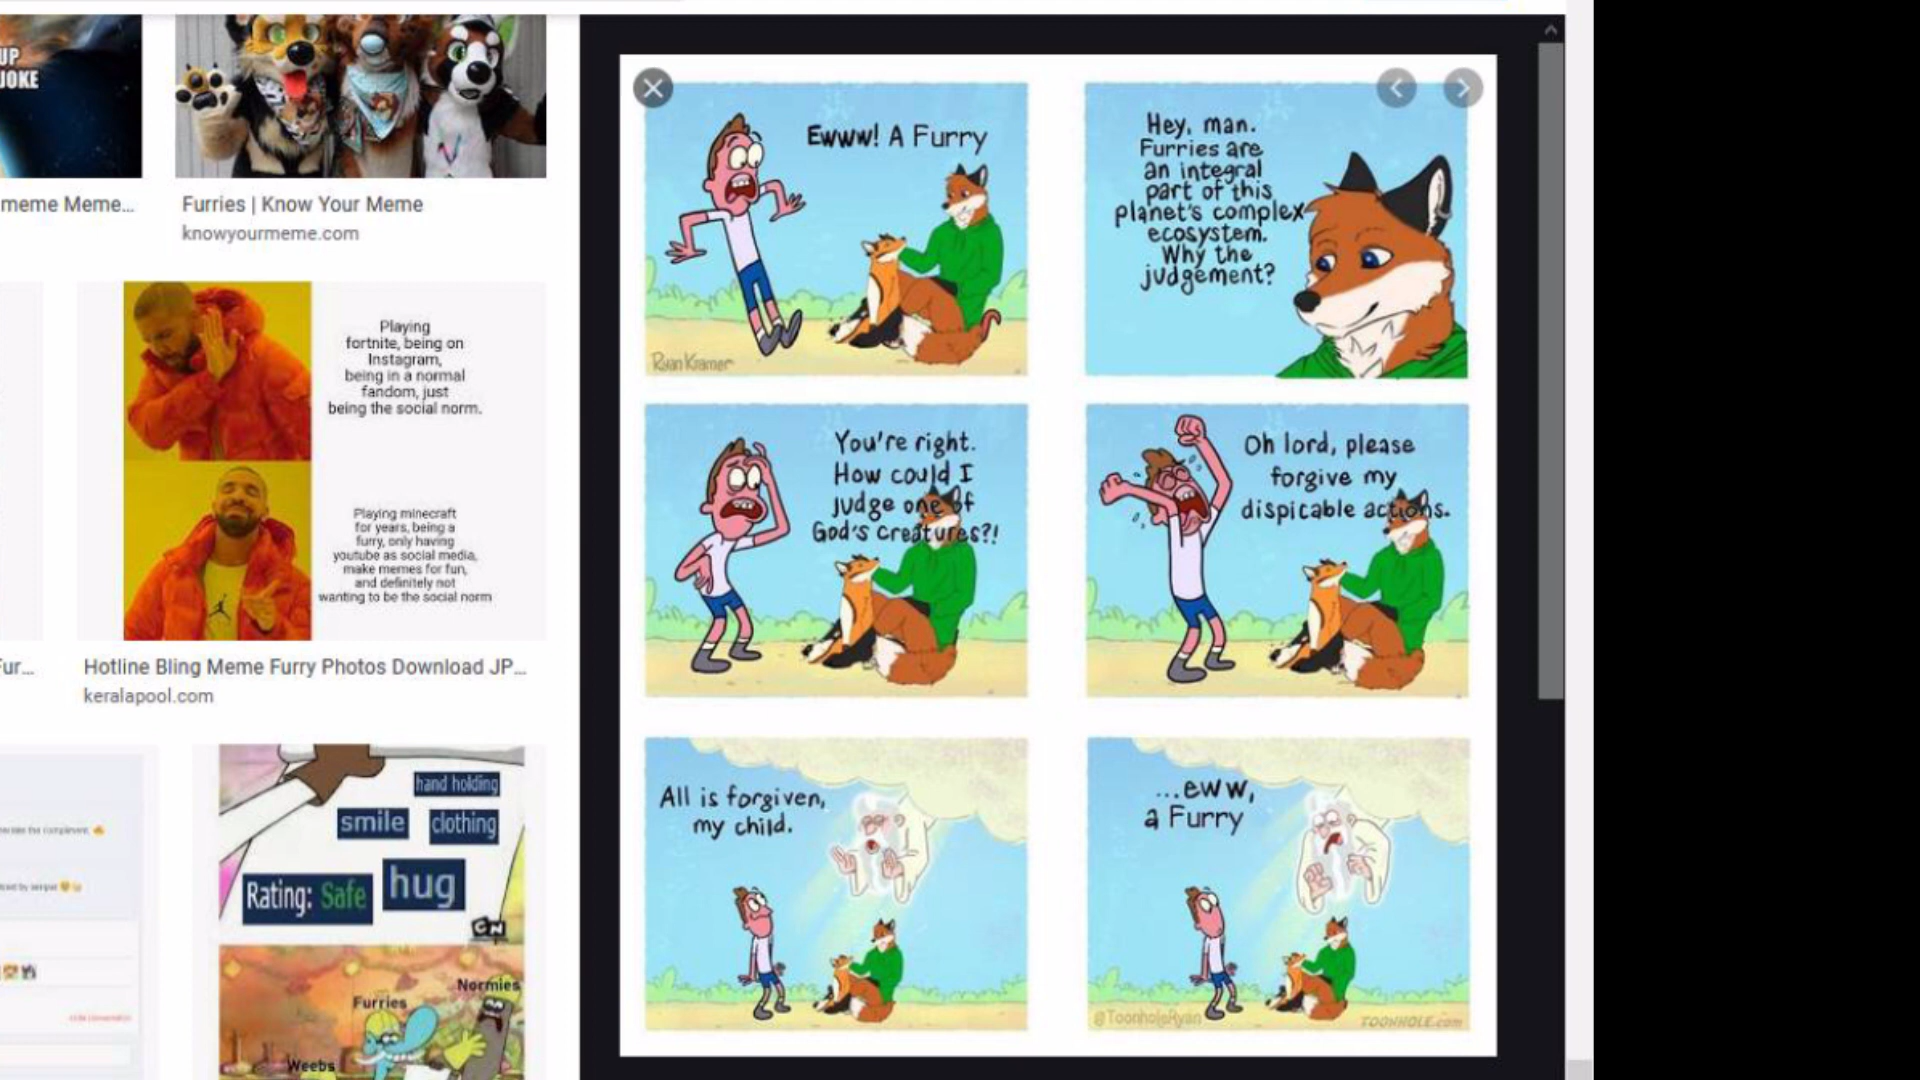 UP
JOKE
meme Meme...
Furries | Know Your Meme
knowyourmeme.com
Playing
fortnite, being on
Instagram,
being in a normal
fandom, just
being the social norm.
Playing minecraft
for years, being a
furry, only having
youtube as social media,
make memes for fun,
and definitely not
wanting to be the social norm
Fur...
Hotline Bling Meme Furry Photos Download JP...
keralapool.com
hand holding
smile
clothing
Rating: Safe
hug
CN
Normies
Furries
Weebs
Ewww! A Furry
Ryan Kramer
Hey, man.
Furries are
an integral
part of this
planet's complex
ecosystem.
Why the
judgement?
You're right.
How could I
judge one of
God's creatures?!
Oh lord, please
forgive my
dispicable actions.
All is forgiven,
my child.
...eww,
a Furry
@ToonholeRyan
TOONHOLE.com